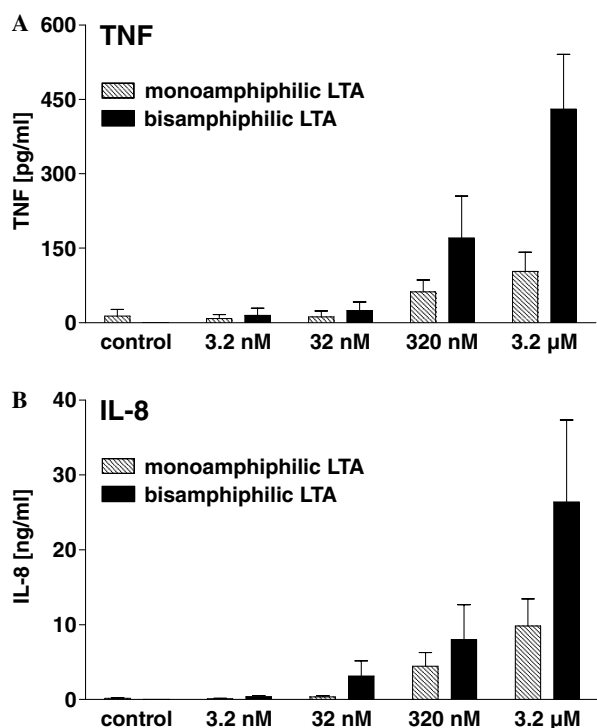 A
TNF
600
450
300
150
0
TNF [pg/ml]
monoamphiphilic LTA
bisamphiphilic LTA
control 3.2 nM 32 nM 320 nM 3.2 µM
B
IL-8
40
30
20
10
0
IL-8 [ng/ml]
monoamphiphilic LTA
bisamphiphilic LTA
control 3.2 nM 32 nM 320 nM 3.2 µM